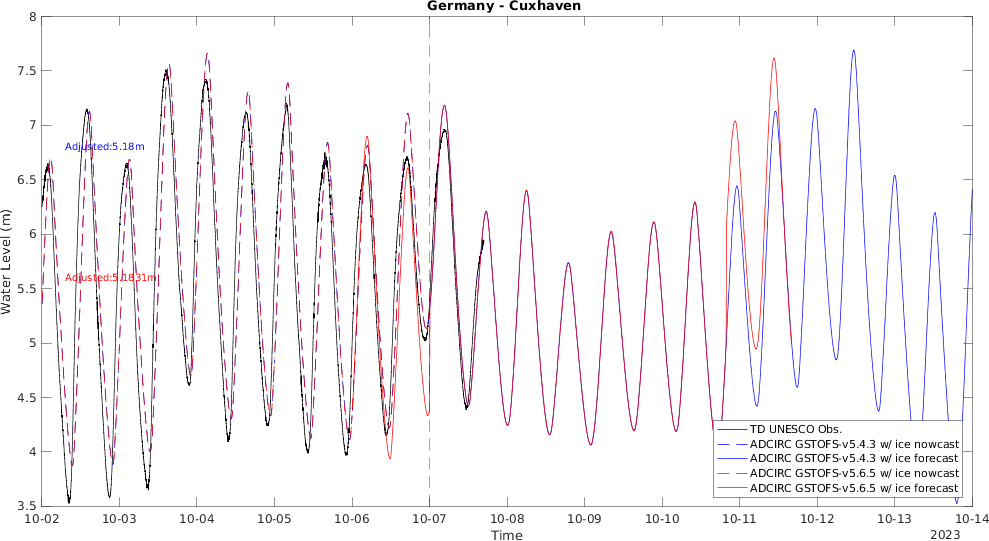 Germany - Cuxhaven
8
7.5
7
6.5
6
5.5
5
4.5
4
3.5
Water Level (m)
Adjusted:5.18m
Adjusted:5.1831m
TD UNESCO Obs.
ADCIRC GSTOFS-v5.4.3 w/ ice nowcast
ADCIRC GSTOFS-v5.4.3 w/ ice forecast
ADCIRC GSTOFS-v5.6.5 w/ ice nowcast
ADCIRC GSTOFS-v5.6.5 w/ ice forecast
10-02 10-03 10-04 10-05 10-06 10-07 10-08 10-09 10-10 10-11 10-12 10-13 10-14
Time
2023